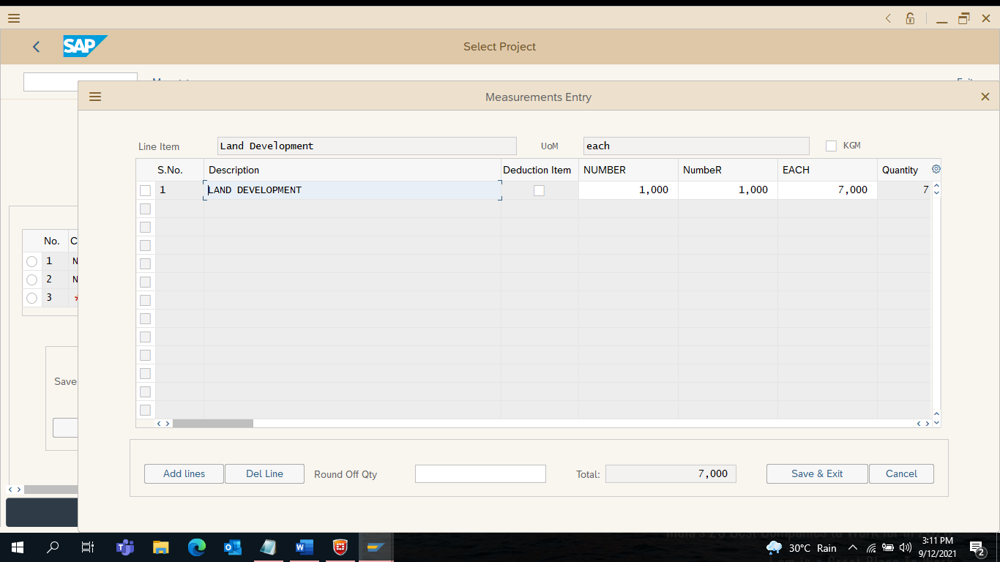 SAP
Select Project
Measurements Entry
Line Item Land Development UoM each KGM
S.No. Description Deduction Item NUMBER NumbeR EACH Quantity
1 LAND DEVELOPMENT 1,000 1,000 7,000 7
No. C
1 N
2 N
3 *
Save
Add lines Del Line Round Off Qty Total: 7,000 Save & Exit Cancel
30°C Rain
3:11 PM
9/12/2021
2